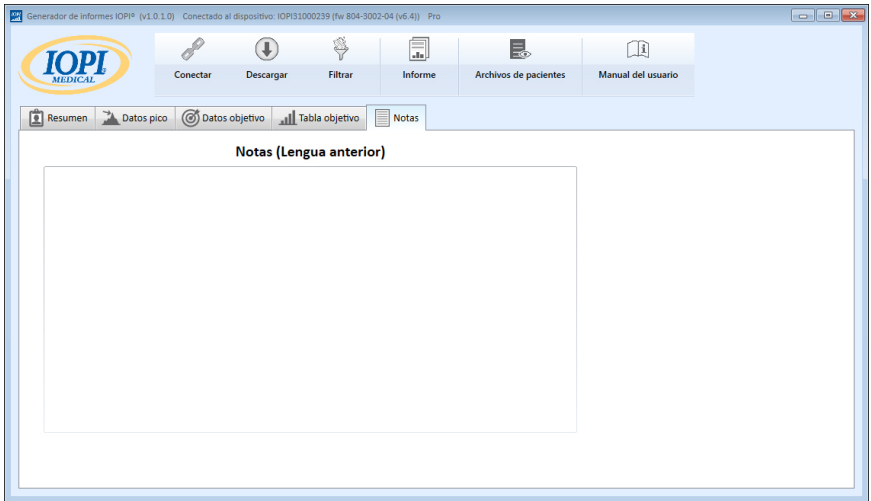 IOPI Generador de informes IOPI® (v1.0.1.0) Conectado al dispositivo: IOPI31000239 (fw 804-3002-04 (v6.4)) Pro
IOPI
MEDICAL
Conectar Descargar Filtrar Informe Archivos de pacientes Manual del usuario
Resumen Datos pico Datos objetivo Tabla objetivo Notas
Notas (Lengua anterior)